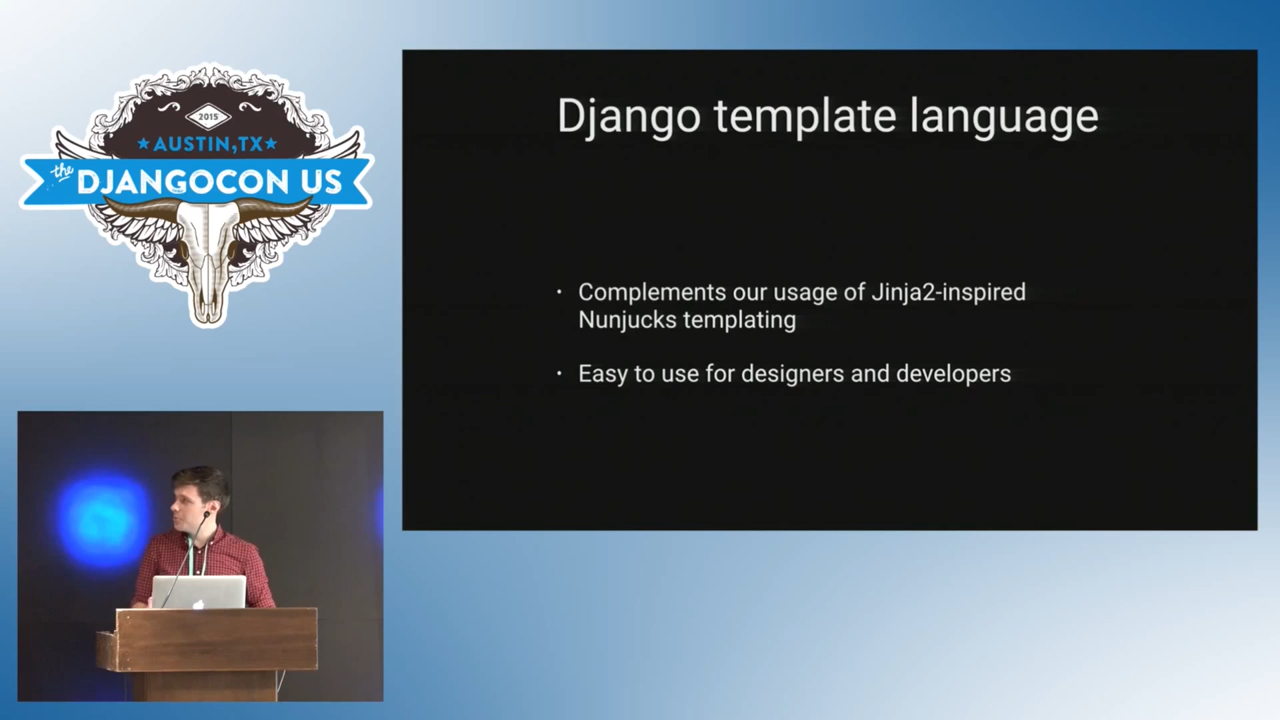 2015
AUSTIN,TX
the DJANGOCON US
Django template language
• Complements our usage of Jinja2-inspired
Nunjucks templating
• Easy to use for designers and developers